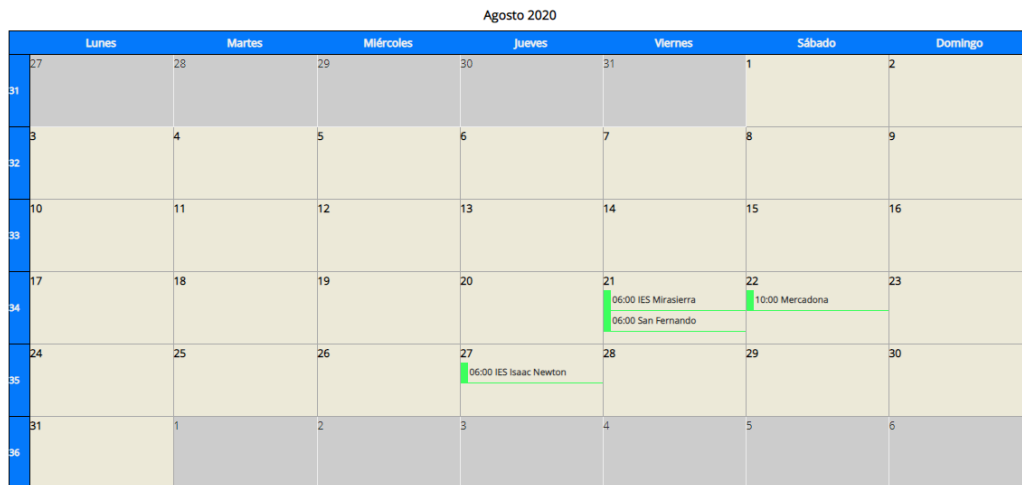 Agosto 2020
Lunes Martes Miércoles Jueves Viernes Sábado Domingo
31 27 28 29 30 31 1 2
32 3 4 5 6 7 8 9
33 10 11 12 13 14 15 16
34 17 18 19 20 21 22 23
06:00 IES Mirasierra 10:00 Mercadona
06:00 San Fernando
35 24 25 26 27 28 29 30
06:00 IES Isaac Newton
36 31 1 2 3 4 5 6